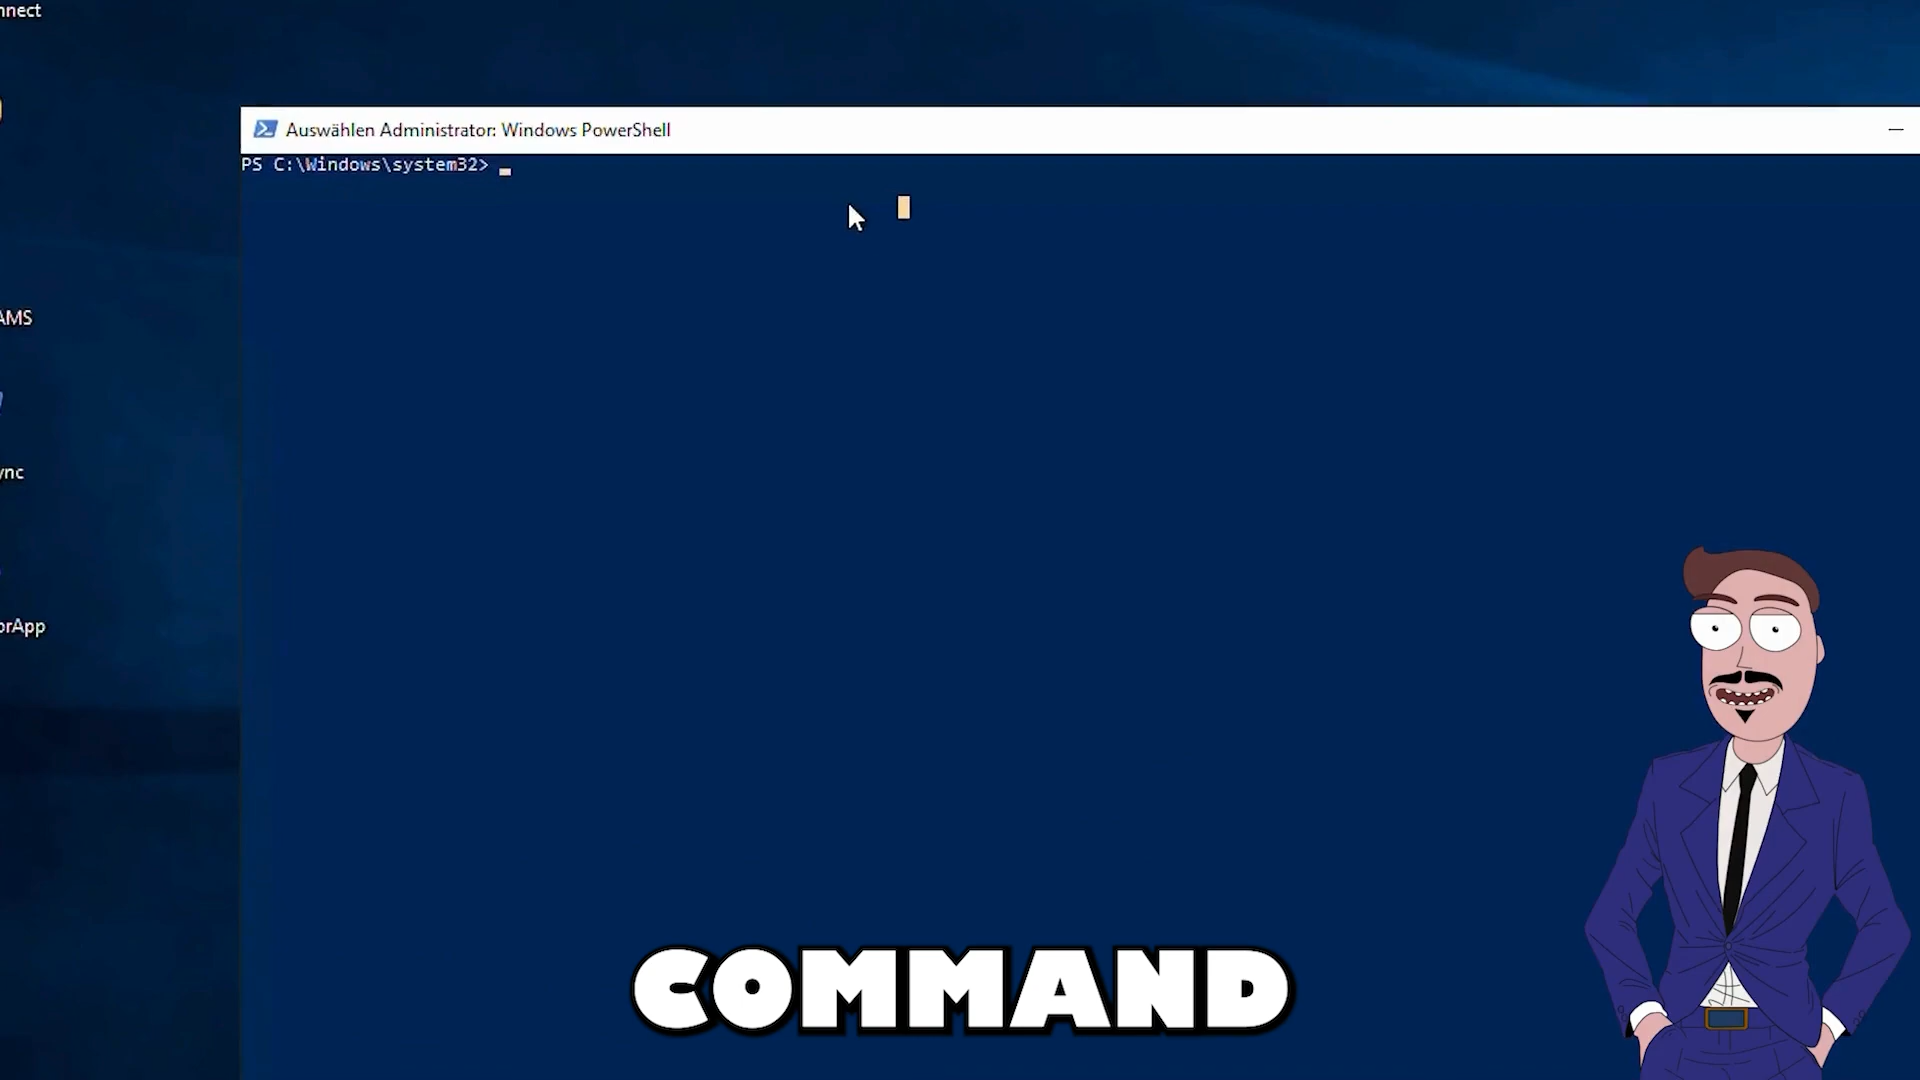 nnect
Auswählen Administrator: Windows PowerShell
PS C:\Windows\system32>
AMS
ync
orApp
COMMAND